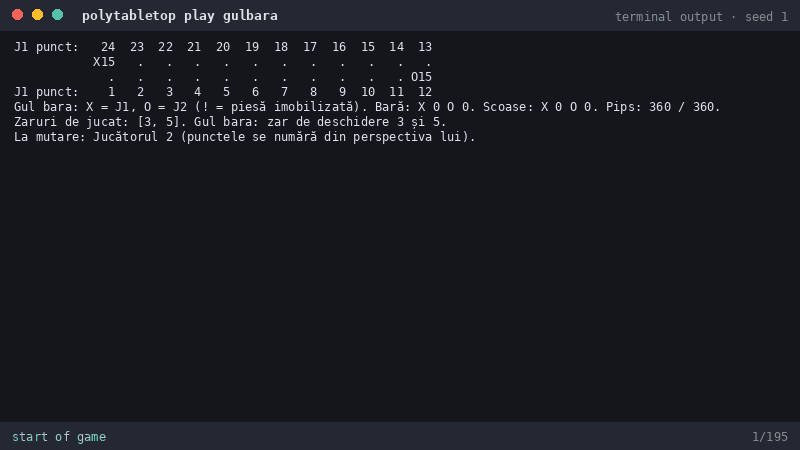 polytabletop play gulbara
terminal output · seed 1
J1 punct:   24  23  22  21  20  19  18  17  16  15  14  13
           X15   .   .   .   .   .   .   .   .   .   .   .
             .   .   .   .   .   .   .   .   .   .   . O15
J1 punct:    1   2   3   4   5   6   7   8   9  10  11  12
Gul bara: X = J1, O = J2 (! = piesă imobilizată). Bară: X 0 O 0. Scoase: X 0 O 0. Pips: 360 / 360.
Zaruri de jucat: [3, 5]. Gul bara: zar de deschidere 3 și 5.
La mutare: Jucătorul 2 (punctele se numără din perspectiva lui).
start of game
1/195